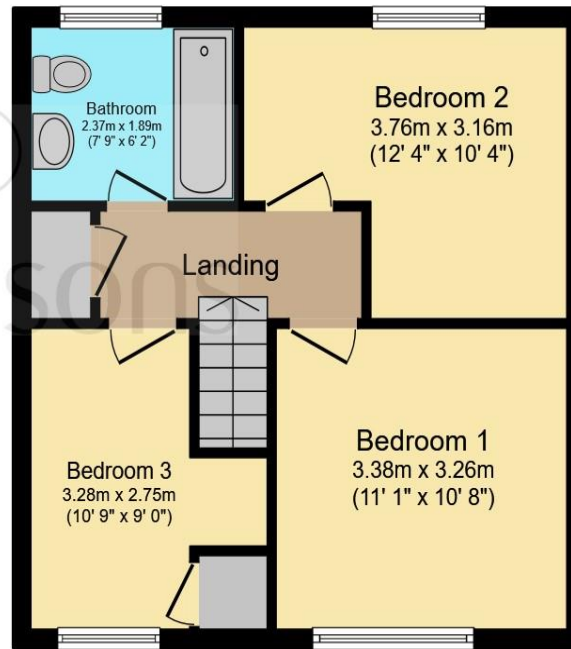 Bathroom
2.37m x 1.89m
(7' 9" x 6' 2")
Bedroom 2
3.76m x 3.16m
(12' 4" x 10' 4")
Landing
sons
Bedroom 3
3.28m x 2.75m
(10' 9" x 9' 0")
Bedroom 1
3.38m x 3.26m
(11' 1" x 10' 8")